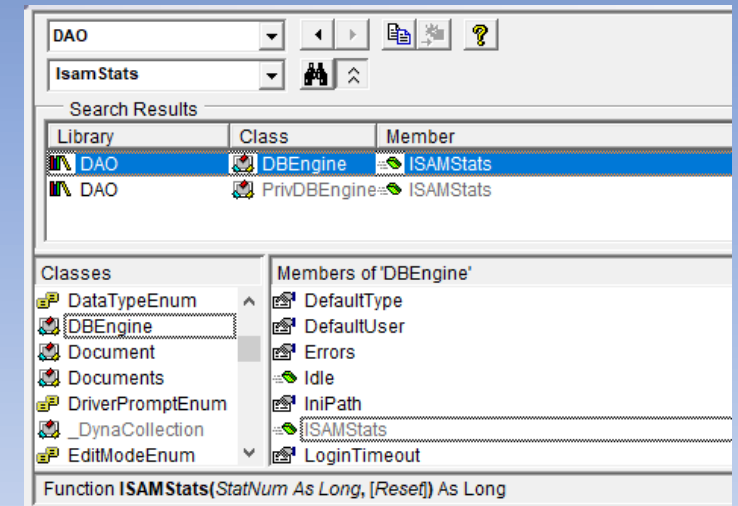 DAO
IsamStats
Search Results
Library Class Member
DAO DBEngine ISAMStats
DAO PrivDBEngine ISAMStats
Classes
DataTypeEnum
DBEngine
Document
Documents
DriverPromptEnum
_DynaCollection
EditModeEnum
Members of 'DBEngine'
DefaultType
DefaultUser
Errors
Idle
IniPath
ISAMStats
LoginTimeout
Function ISAMStats(StatNum As Long, [Reset]) As Long